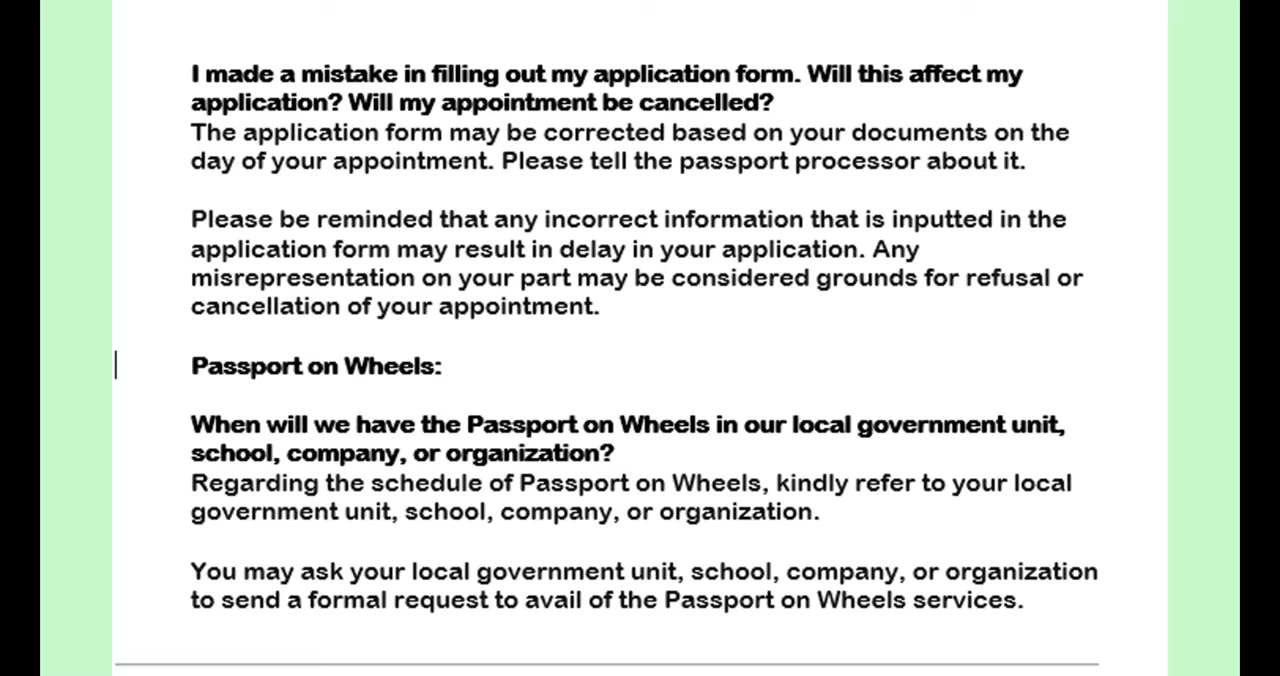 I made a mistake in filling out my application form. Will this affect my
application? Will my appointment be cancelled?
The application form may be corrected based on your documents on the
day of your appointment. Please tell the passport processor about it.
Please be reminded that any incorrect information that is inputted in the
application form may result in delay in your application. Any
misrepresentation on your part may be considered grounds for refusal or
cancellation of your appointment.
Passport on Wheels:
When will we have the Passport on Wheels in our local government unit,
school, company, or organization?
Regarding the schedule of Passport on Wheels, kindly refer to your local
government unit, school, company, or organization.
You may ask your local government unit, school, company, or organization
to send a formal request to avail of the Passport on Wheels services.